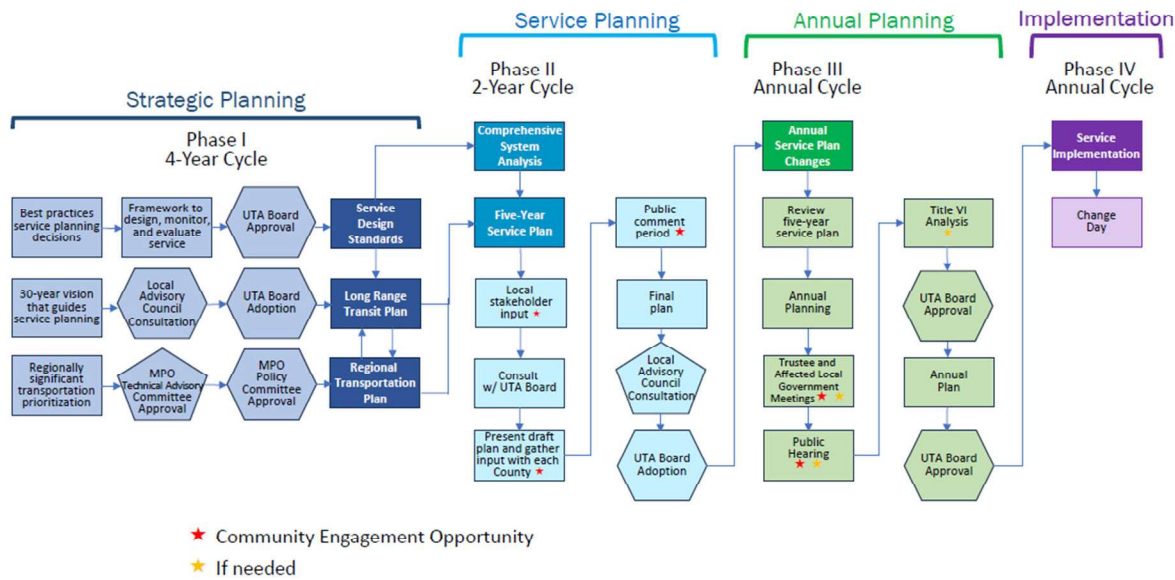 Service Planning
Annual Planning
Implementation
Strategic Planning
Phase I
4-Year Cycle
Phase II
2-Year Cycle
Phase III
Annual Cycle
Phase IV
Annual Cycle
Best practices
service planning
decisions
Framework to
design, monitor,
and evaluate
service
UTA Board
Approval
Service
Design
Standards
30-year vision
that guides
service planning
Local
Advisory
Council
Consultation
UTA Board
Adoption
Long Range
Transit Plan
Regionally
significant
transportation
prioritization
MPO
Technical Advisory
Committee
Approval
MPO
Policy
Committee
Approval
Regional
Transportation
Plan
Comprehensive
System
Analysis
Five-Year
Service Plan
Local
stakeholder
input
Consult
w/ UTA Board
Present draft
plan and gather
input with each
County
Public
comment
period
Final
plan
Local
Advisory
Council
Consultation
UTA Board
Adoption
Annual
Service Plan
Changes
Review
five-year
service plan
Annual
Planning
Trustee and
Affected Local
Government
Meetings
Public
Hearing
Title VI
Analysis
UTA Board
Approval
Annual
Plan
UTA Board
Approval
Service
Implementation
Change
Day
Community Engagement Opportunity
If needed